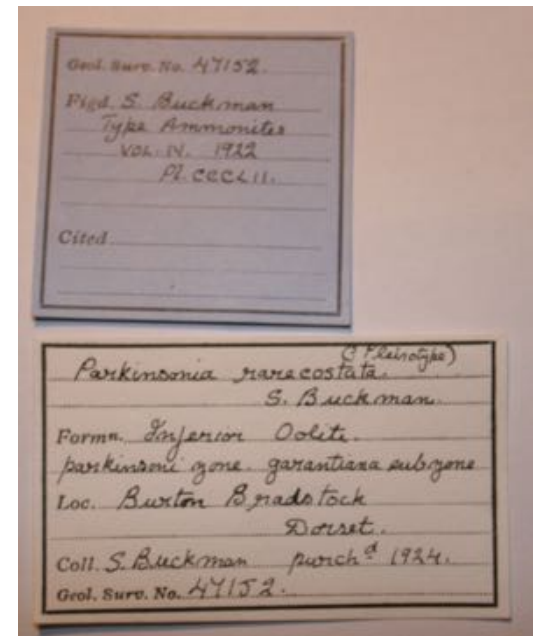 Geol. Surv. No. 47152.
Figd. S. Buckman
Type Ammonites
VOL. IV. 1922
Pl. CCCLII.
Cited
(? Pleisotype)
Parkinsonia rarecostata.
S. Buckman.
Formn. Inferior Oolite.
parkinsoni zone. garantiana subzone
Loc. Burton Bradstock
Dorset.
Coll. S. Buckman purchd 1924.
Geol. Surv. No. 47152.